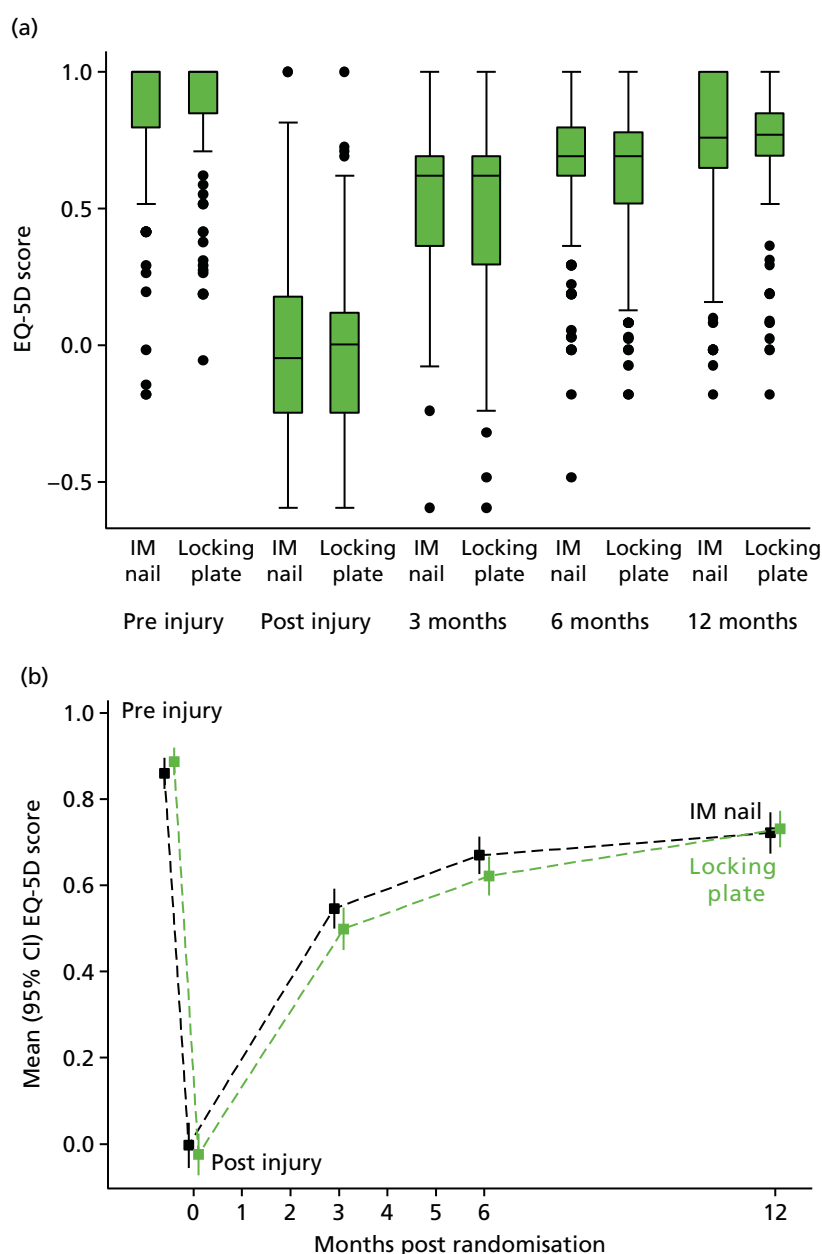 (a)
EQ-5D score
1.0
0.5
0.0
−0.5
IM nail
Locking plate
IM nail
Locking plate
IM nail
Locking plate
IM nail
Locking plate
IM nail
Locking plate
Pre injury
Post injury
3 months
6 months
12 months
(b)
Mean (95% CI) EQ-5D score
1.0
0.8
0.6
0.4
0.2
0.0
Pre injury
IM nail
Locking
plate
Post injury
0 1 2 3 4 5 6 12
Months post randomisation